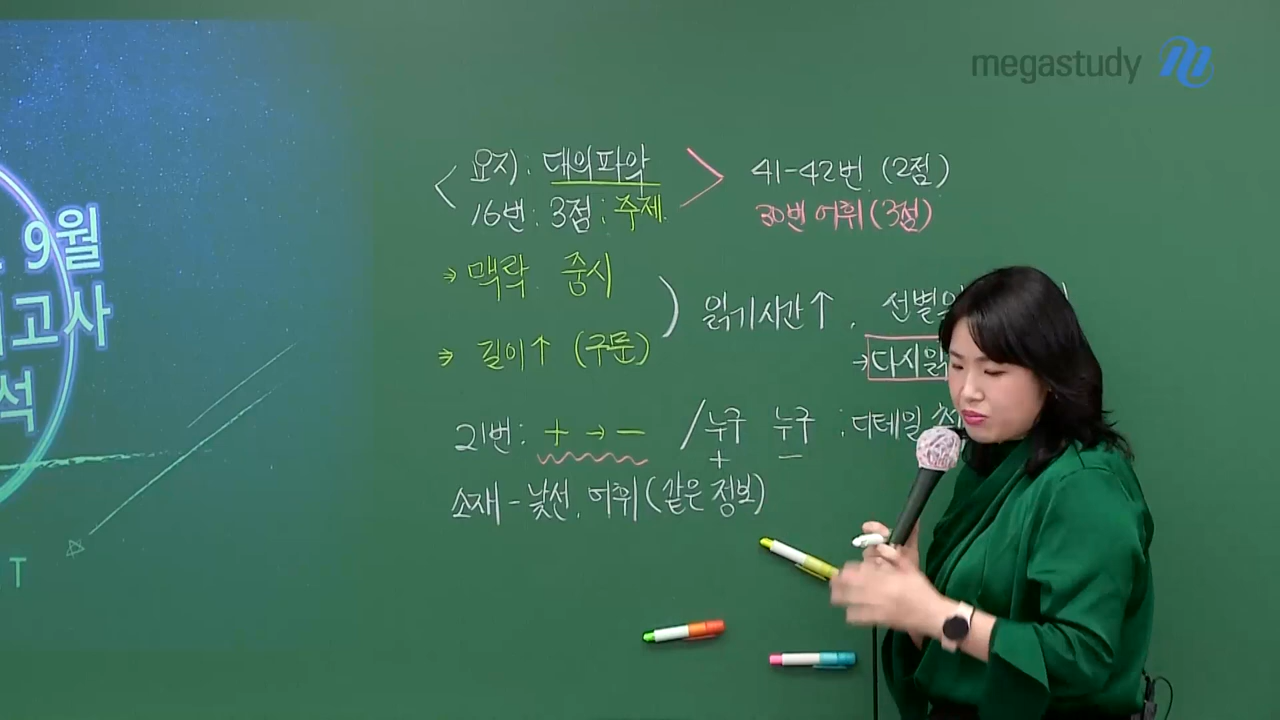 megastudy
9월
고사
석
T
요지: 대의파악
16번: 3점: 주제
41-42번 (2점)
30번 어휘 (3점)
→ 맥락 중시
→ 길이↑ (구문)
읽기시간↑, 선별
→ 다시읽
21번: + → - / 누구 누구 ; 디테일
+ -
소재 - 낯선, 어휘 (같은 정보)